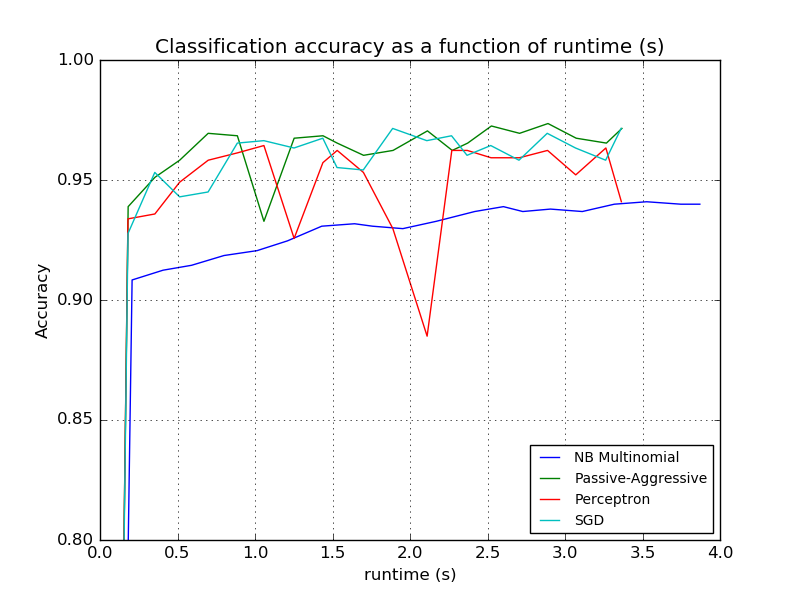 Classification accuracy as a function of runtime (s)
1.00
0.95
0.90
0.85
0.80
Accuracy
NB Multinomial
Passive-Aggressive
Perceptron
SGD
0.0 0.5 1.0 1.5 2.0 2.5 3.0 3.5 4.0
runtime (s)